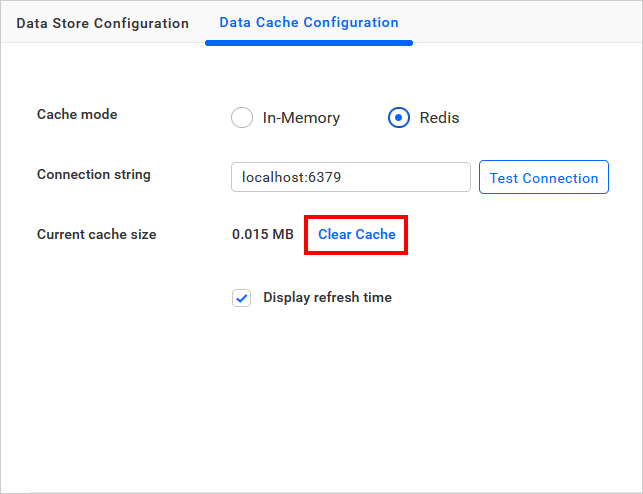 Data Store Configuration Data Cache Configuration
Cache mode In-Memory Redis
Connection string localhost:6379 Test Connection
Current cache size 0.015 MB Clear Cache
Display refresh time